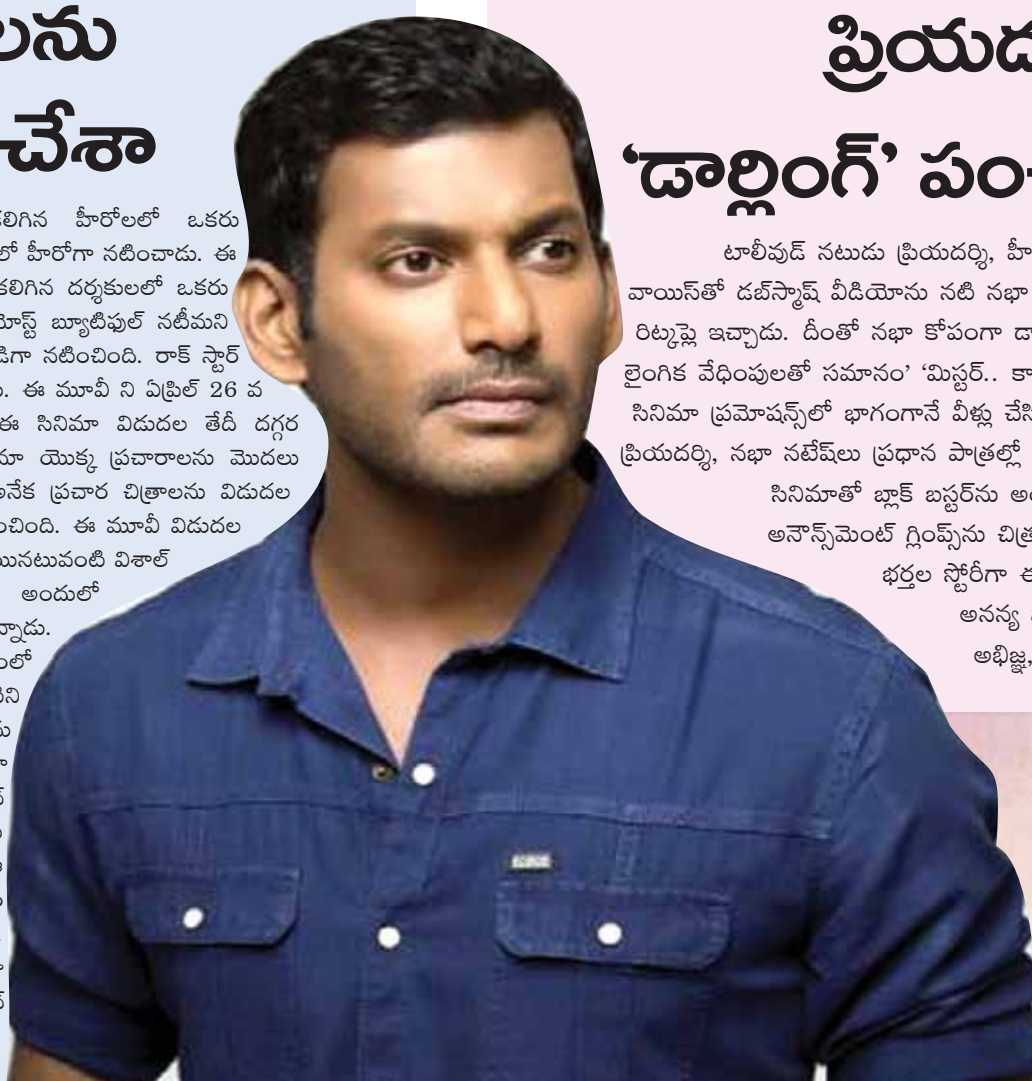 లను
చేశా
కలిగిన హీరోలలో ఒకరు
లో హీరోగా నటించాడు. ఈ
కలిగిన దర్శకులలో ఒకరు
మోస్ట్ బ్యూటిఫుల్ నటీమని
డిగా నటించింది. రాక్ స్టార్
ఈ మూవీ ని ఏప్రిల్ 26 వ
ఈ సినిమా విడుదల తేదీ దగ్గర
మా యొక్క ప్రచారాలను మొదలు
అనేక ప్రచార చిత్రాలను విడుదల
ంచింది. ఈ మూవీ విడుదల
యినటువంటి విశాల్
అందులో
న్నాడు.
ంలో
ప్రియద
‘డార్లింగ్’ పం
టాలీవుడ్ నటుడు ప్రియదర్శి, హీ
వాయిస్‌తో డబ్‌స్మాష్ వీడియోను నటి నభా
రిట్కప్లై ఇచ్చాడు. దీంతో నభా కోపంగా డా
లైంగిక వేధింపులతో సమానం’ ‘మిస్టర్.. కా
సినిమా ప్రమోషన్స్‌లో భాగంగానే వీళ్లు చేసి
ప్రియదర్శి, నభా నటేష్‌లు ప్రధాన పాత్రల్లో
సినిమాతో బ్లాక్ బస్టర్‌ను అం
అనౌన్స్‌మెంట్ గ్లింప్స్‌ను చిత్ర
భర్తల స్టోరీగా ఈ
అనన్య
అభిజ్ఞ,